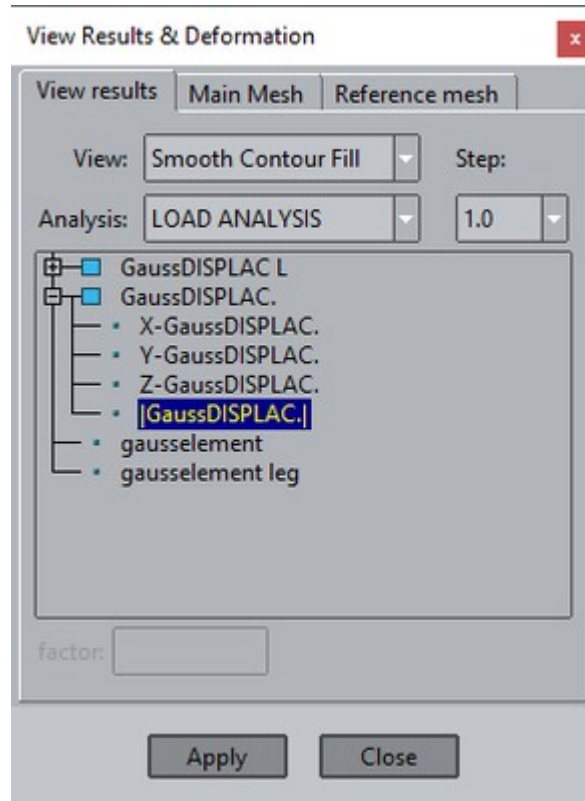 View Results & Deformation x
View results Main Mesh Reference mesh
View: Smooth Contour Fill Step:
Analysis: LOAD ANALYSIS 1.0
GaussDISPLAC L
GaussDISPLAC.
X-GaussDISPLAC.
Y-GaussDISPLAC.
Z-GaussDISPLAC.
|GaussDISPLAC.|
gausselement
gausselement leg
factor:
Apply Close